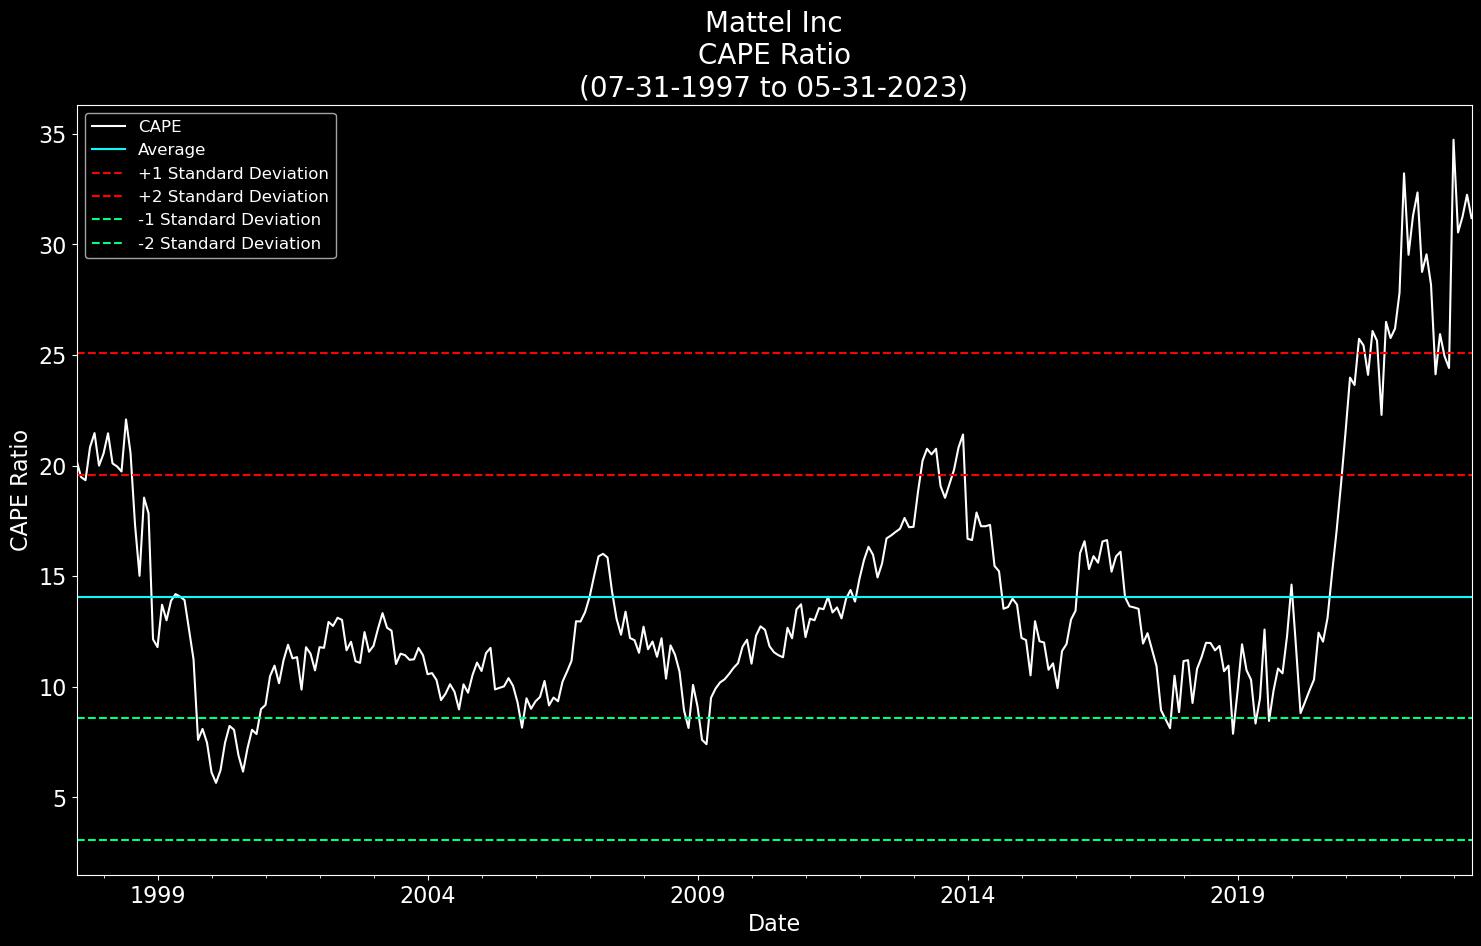 Mattel Inc
CAPE Ratio
(07-31-1997 to 05-31-2023)
CAPE
Average
+1 Standard Deviation
+2 Standard Deviation
-1 Standard Deviation
-2 Standard Deviation
35
30
25
20
15
10
5
CAPE Ratio
1999 2004 2009 2014 2019
Date